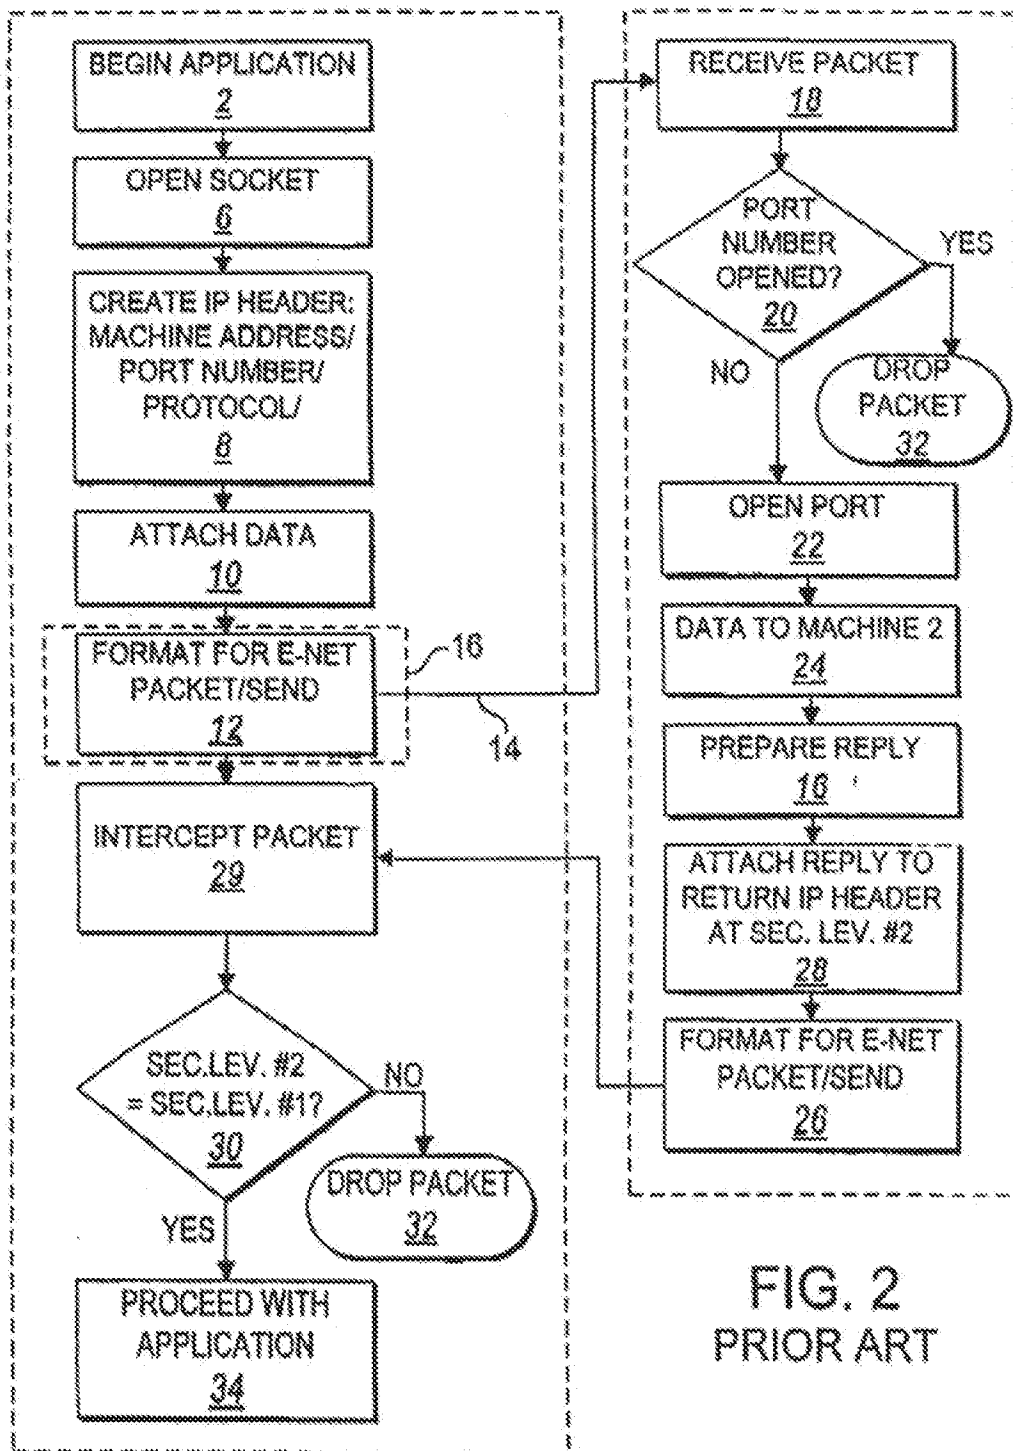 BEGIN APPLICATION
2
OPEN SOCKET
6
CREATE IP HEADER:
MACHINE ADDRESS/
PORT NUMBER/
PROTOCOL/
8
ATTACH DATA
10
FORMAT FOR E-NET
PACKET/SEND
12
16
14
INTERCEPT PACKET
29
SEC.LEV. #2
= SEC.LEV. #1?
30
NO
DROP PACKET
32
YES
PROCEED WITH
APPLICATION
34
RECEIVE PACKET
18
PORT
NUMBER
OPENED?
20
YES
NO
DROP
PACKET
32
OPEN PORT
22
DATA TO MACHINE 2
24
PREPARE REPLY
16
ATTACH REPLY TO
RETURN IP HEADER
AT SEC. LEV. #2
28
FORMAT FOR E-NET
PACKET/SEND
26
FIG. 2
PRIOR ART